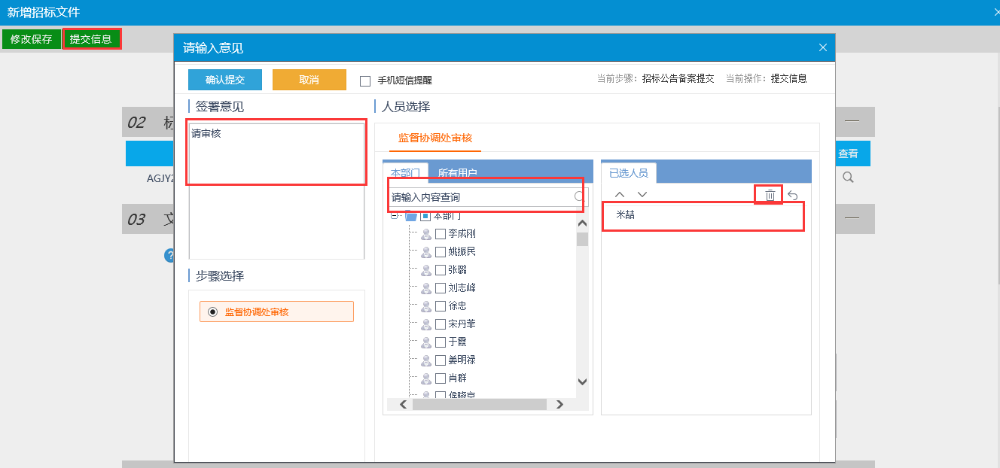 新增招标文件
修改保存
提交信息
请输入意见
确认提交
取消
手机短信提醒
当前步骤：招标公告备案提交
当前操作：提交信息
签署意见
人员选择
请审核
监督协调处审核
02 标
查看
AGJY2
本部门
所有用户
已选人员
请输入内容查询
米喆
本部门
03 文
李成刚
姚振民
张璐
刘志峰
徐忠
宋丹菲
于霞
姜明禄
肖群
侯晓京
步骤选择
监督协调处审核